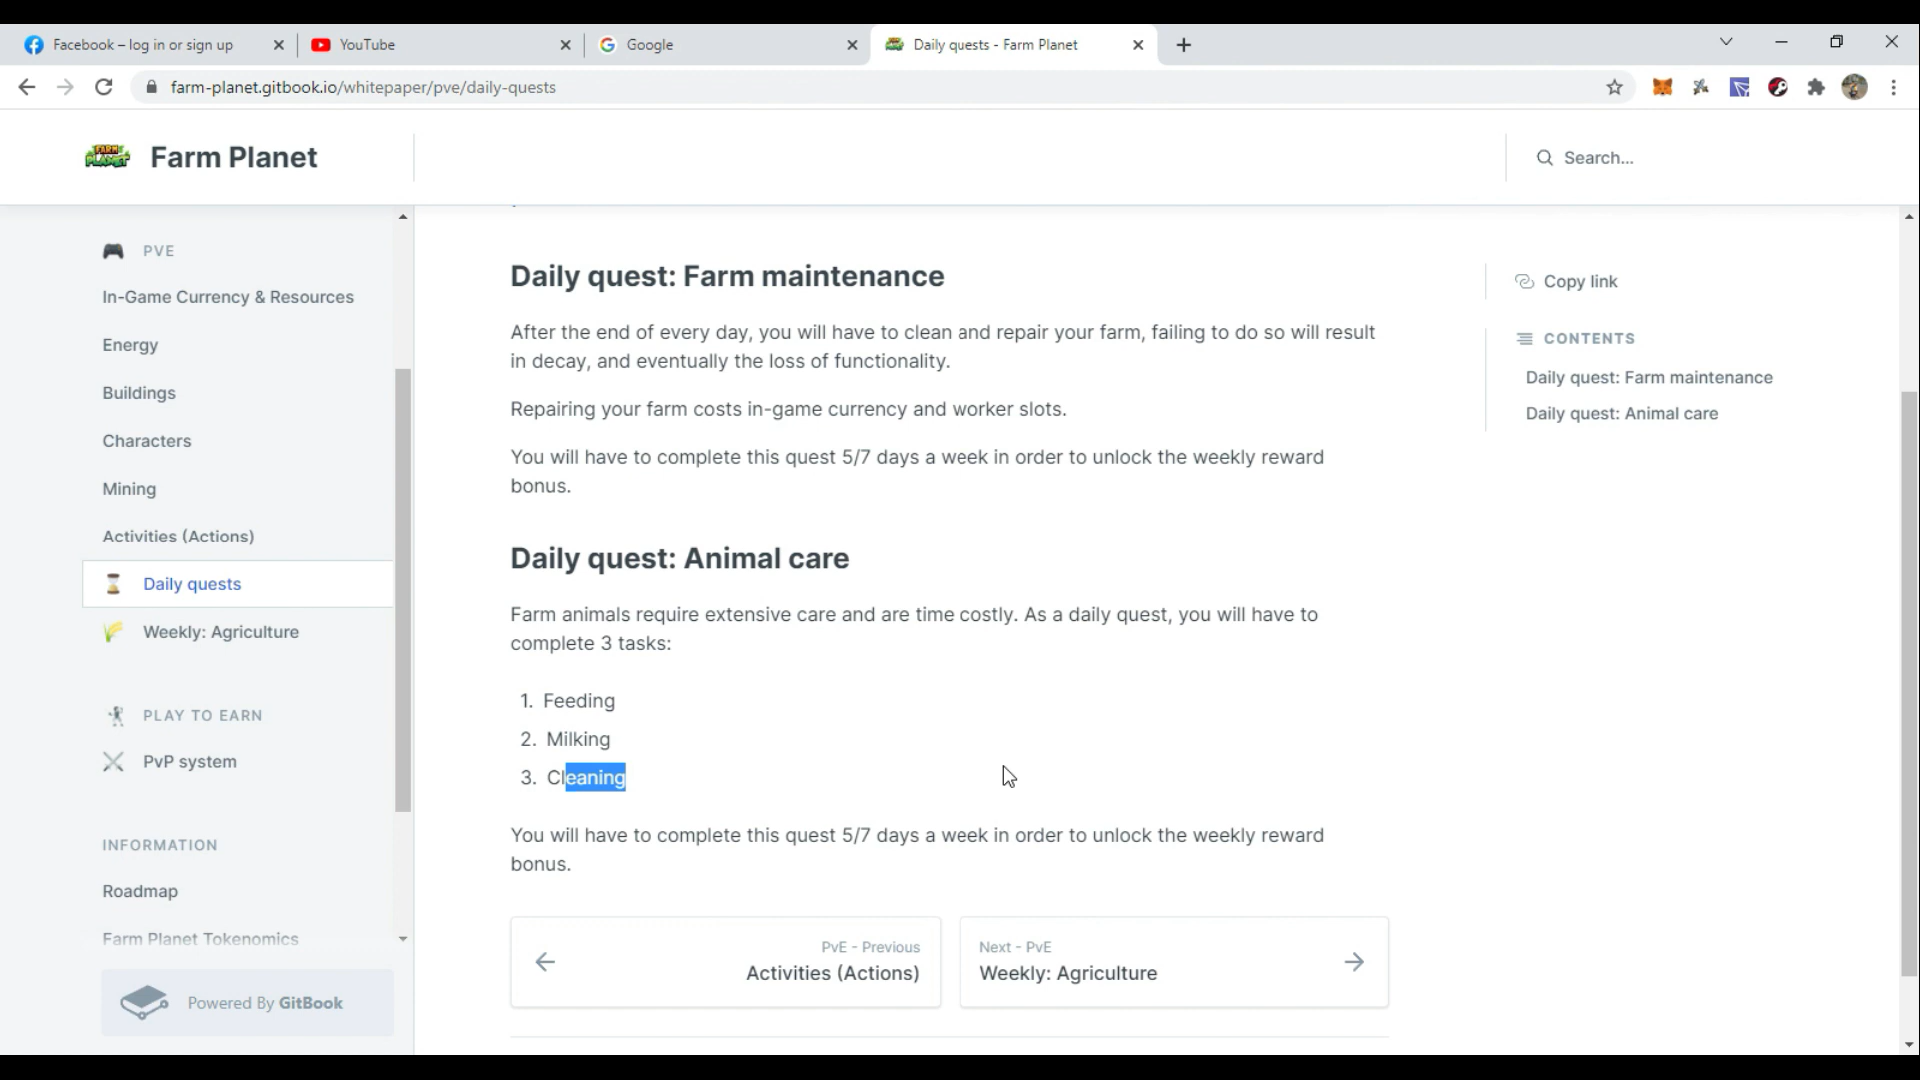 Facebook – log in or sign up
YouTube
Google
Daily quests - Farm Planet
farm-planet.gitbook.io/whitepaper/pve/daily-quests
FARM PLANET
Farm Planet
Search...
PVE
In-Game Currency & Resources
Energy
Buildings
Characters
Mining
Activities (Actions)
Daily quests
Weekly: Agriculture
PLAY TO EARN
PvP system
INFORMATION
Roadmap
Farm Planet Tokenomics
Powered By GitBook
Daily quest: Farm maintenance
After the end of every day, you will have to clean and repair your farm, failing to do so will result
in decay, and eventually the loss of functionality.
Repairing your farm costs in-game currency and worker slots.
You will have to complete this quest 5/7 days a week in order to unlock the weekly reward
bonus.
Daily quest: Animal care
Farm animals require extensive care and are time costly. As a daily quest, you will have to
complete 3 tasks:
1. Feeding
2. Milking
3. Cleaning
You will have to complete this quest 5/7 days a week in order to unlock the weekly reward
bonus.
PvE - Previous
Activities (Actions)
Next - PvE
Weekly: Agriculture
Copy link
CONTENTS
Daily quest: Farm maintenance
Daily quest: Animal care